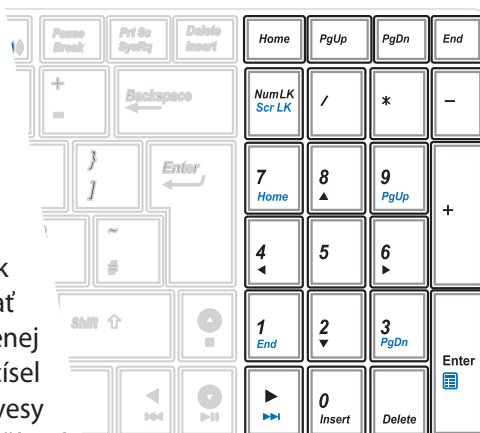 Pause Break Prt Sc SysRq Delete Insert Home PgUp PgDn End
+ = Backspace NumLK Scr LK / * -
} ] Enter 7 Home 8 9 PgUp +
~ # 4 5 6
Shift 1 End 2 3 PgDn Enter
0 Insert Delete
k
ať
enej
ísel
vesy